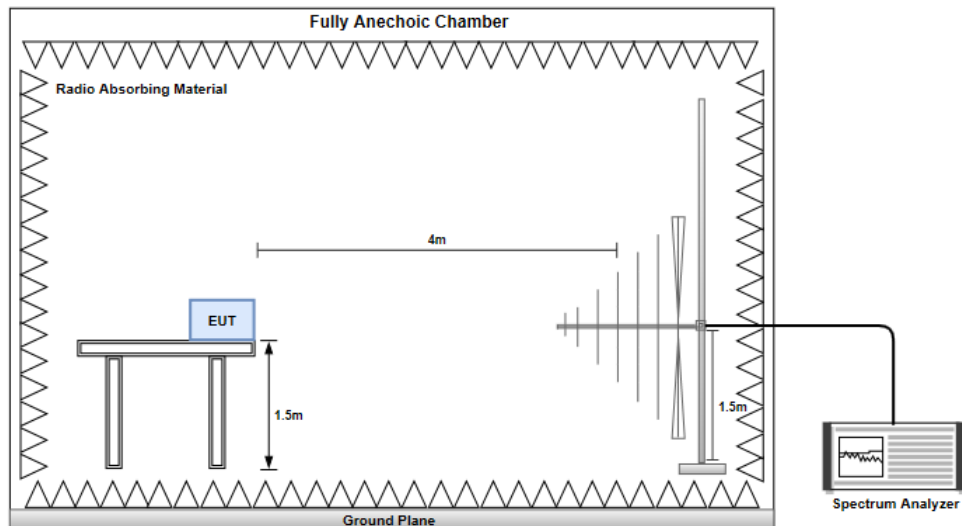 Fully Anechoic Chamber
Radio Absorbing Material
4m
EUT
1.5m
1.5m
Spectrum Analyzer
Ground Plane